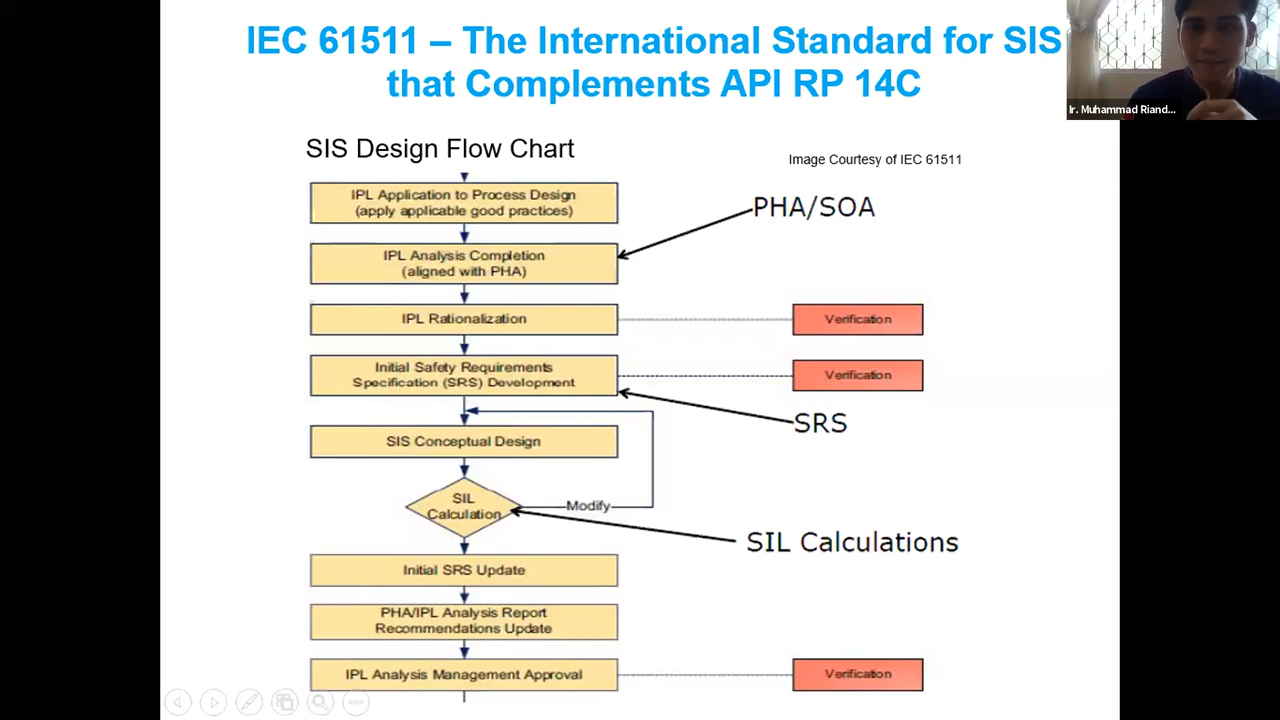 IEC 61511 – The International Standard for SIS
that Complements API RP 14C
Ir. Muhammad Riand...
SIS Design Flow Chart
Image Courtesy of IEC 61511
IPL Application to Process Design
(apply applicable good practices)
PHA/SOA
IPL Analysis Completion
(aligned with PHA)
IPL Rationalization
Verification
Initial Safety Requirements
Specification (SRS) Development
Verification
SRS
SIS Conceptual Design
SIL
Calculation
Modify
SIL Calculations
Initial SRS Update
PHA/IPL Analysis Report
Recommendations Update
IPL Analysis Management Approval
Verification